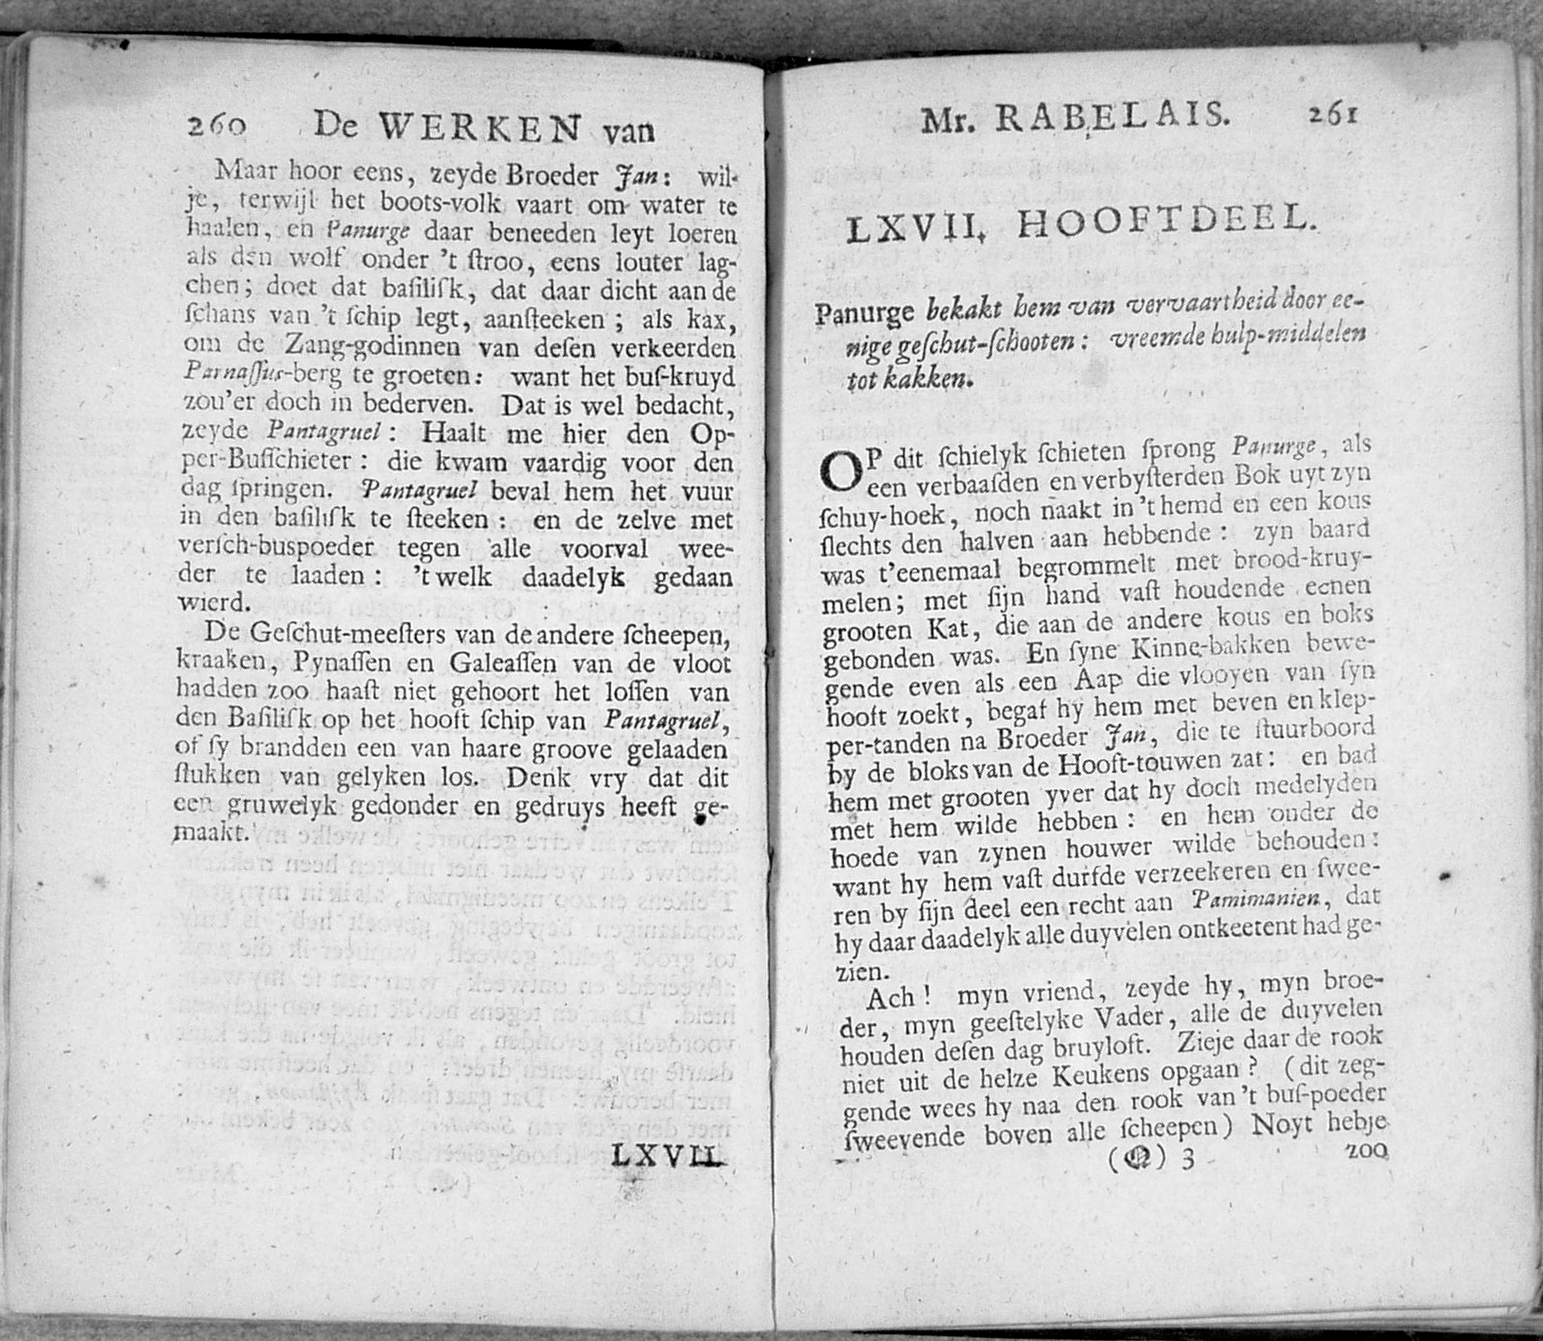 260 De WERKEN van
Maar hoor eens, zeyde Broeder Jan: wil-
je, terwijl het boots-volk vaart om water te
haalen, en Panurge daar beneeden leyt loeren
als den wolf onder 't ſtroo, eens louter lag-
chen; doet dat baſiliſk, dat daar dicht aan de
ſchans van 't ſchip legt, aanſteeken; als kax,
om de Zang-godinnen van deſen verkeerden
Parnaſſus-berg te groeten: want het buſ-kruyd
zou'er doch in bederven. Dat is wel bedacht,
zeyde Pantagruel: Haalt me hier den Op-
per-Buſſchieter: die kwam vaardig voor den
dag ſpringen. Pantagruel beval hem het vuur
in den baſiliſk te ſteeken: en de zelve met
verſch-buspoeder tegen alle voorval wee-
der te laaden: 't welk daadelyk gedaan
wierd.
De Geſchut-meeſters van de andere ſcheepen,
kraaken, Pynaſſen en Galeaſſen van de vloot
hadden zoo haaſt niet gehoort het loſſen van
den Baſiliſk op het hooft ſchip van Pantagruel,
of ſy brandden een van haare groove gelaaden
ſtukken van gelyken los. Denk vry dat dit
een gruwelyk gedonder en gedruys heeft ge-
maakt.
LXVII.
Mr. RABELAIS. 261
LXVII. HOOFTDEEL.
Panurge bekakt hem van vervaartheid door ee-
nige geſchut-ſchooten: vreemde hulp-middelen
tot kakken.
OP dit ſchielyk ſchieten ſprong Panurge, als
een verbaaſden en verbyſterden Bok uyt zyn
ſchuy-hoek, noch naakt in 't hemd en een kous
ſlechts den halven aan hebbende: zyn baard
was t'eenemaal begrommelt met brood-kruy-
melen; met ſijn hand vaſt houdende eenen
grooten Kat, die aan de andere kous en boks
gebonden was. En ſyne Kinne-bakken bewe-
gende even als een Aap die vlooyen van ſyn
hooft zoekt, begaf hy hem met beven en klep-
per-tanden na Broeder Jan, die te ſtuurboord
by de bloks van de Hooft-touwen zat: en bad
hem met grooten yver dat hy doch medelyden
met hem wilde hebben: en hem onder de
hoede van zynen houwer wilde behouden:
want hy hem vaſt durfde verzeekeren en ſwee-
ren by ſijn deel een recht aan Pamimanien, dat
hy daar daadelyk alle duyvelen ontkeetent had ge-
zien.
Ach! myn vriend, zeyde hy, myn broe-
der, myn geeſtelyke Vader, alle de duyvelen
houden deſen dag bruyloft. Zieje daar de rook
niet uit de helze Keukens opgaan? (dit zeg-
gende wees hy naa den rook van 't buſ-poeder
ſweevende boven alle ſcheepen) Noyt hebje
(Q) 3 zoo